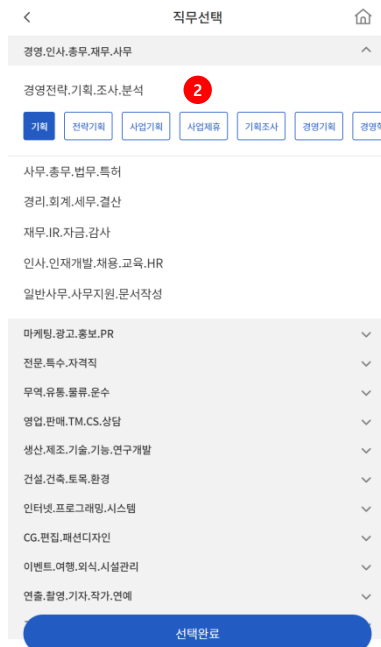 직무선택
경영.인사.총무.재무.사무
경영전략.기획.조사.분석
2
기획 전략기획 사업기획 사업제휴 기획조사 경영기획 경영
사무.총무.법무.특허
경리.회계.세무.결산
재무.IR.자금.감사
인사.인재개발.채용.교육.HR
일반사무.사무지원.문서작성
마케팅.광고.홍보.PR
전문.특수.자격직
무역.유통.물류.운수
영업.판매.TM.CS.상담
생산.제조.기술.기능.연구개발
건설.건축.토목.환경
인터넷.프로그래밍.시스템
CG.편집.패션디자인
이벤트.여행.외식.시설관리
연출.촬영.기자.작가.연예
선택완료